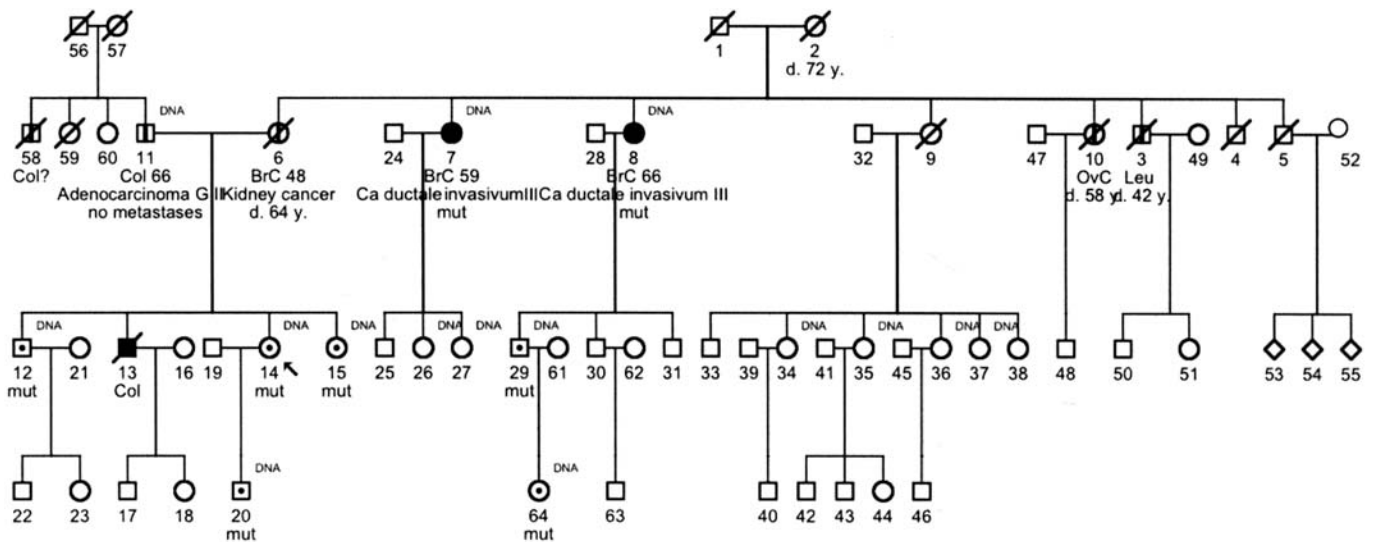 56 57 1 2
d. 72 y.
DNA DNA DNA
58 59 60 11 6 24 7 28 8 32 9 47 10 3 49 4 5 52
Col? Col 66 BrC 48 BrC 59 BrC 66 OvC Leu
Adenocarcinoma G II Kidney cancer Ca ductale invasivum III Ca ductale invasivum III d. 58 y. d. 42 y.
no metastases d. 64 y. mut mut
DNA DNA DNA DNA DNA DNA DNA DNA DNA DNA DNA
12 21 13 16 19 14 15 25 26 27 29 61 30 62 31 33 39 34 41 35 45 36 37 38 48 50 51 53 54 55
mut Col mut mut mut
DNA DNA
22 23 17 18 20 64 63 40 42 43 44 46
mut mut